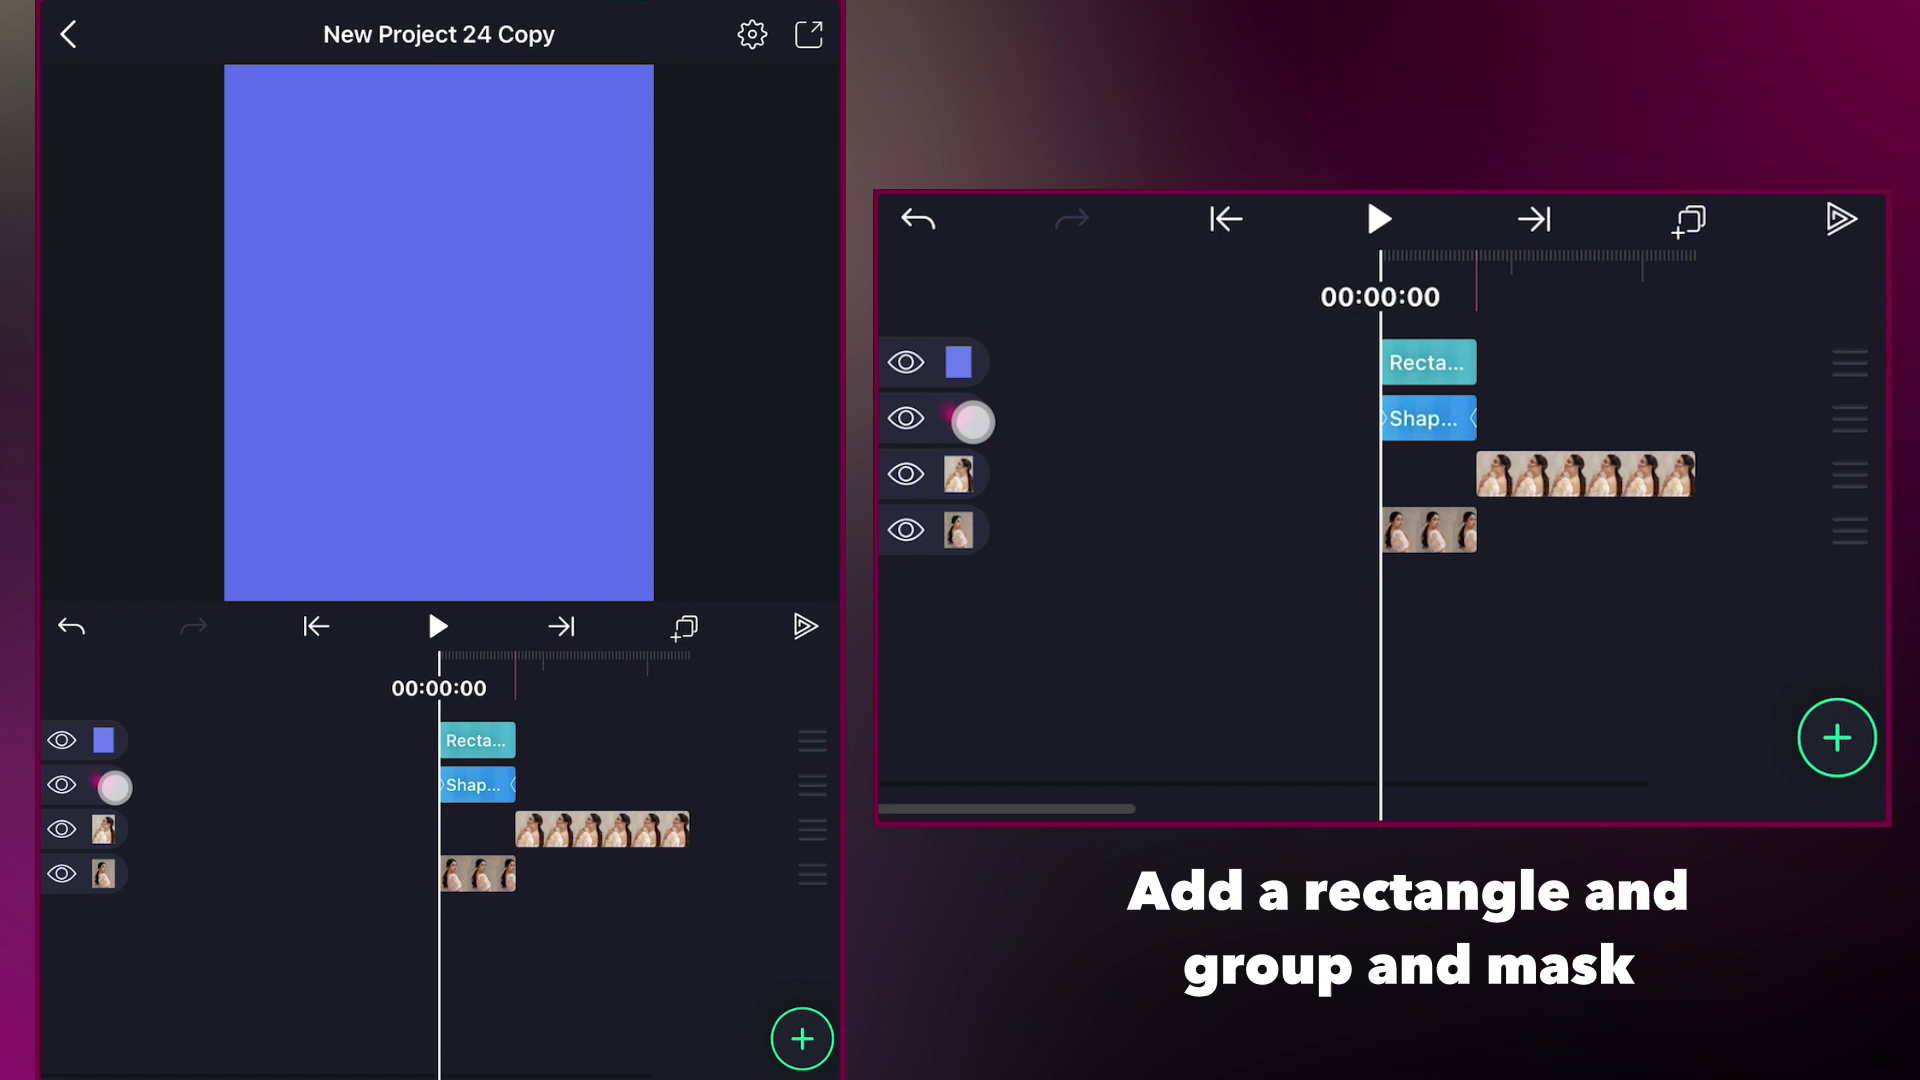 New Project 24 Copy
00:00:00
Recta...
Shap...
00:00:00
Recta...
Shap...
Add a rectangle and
group and mask